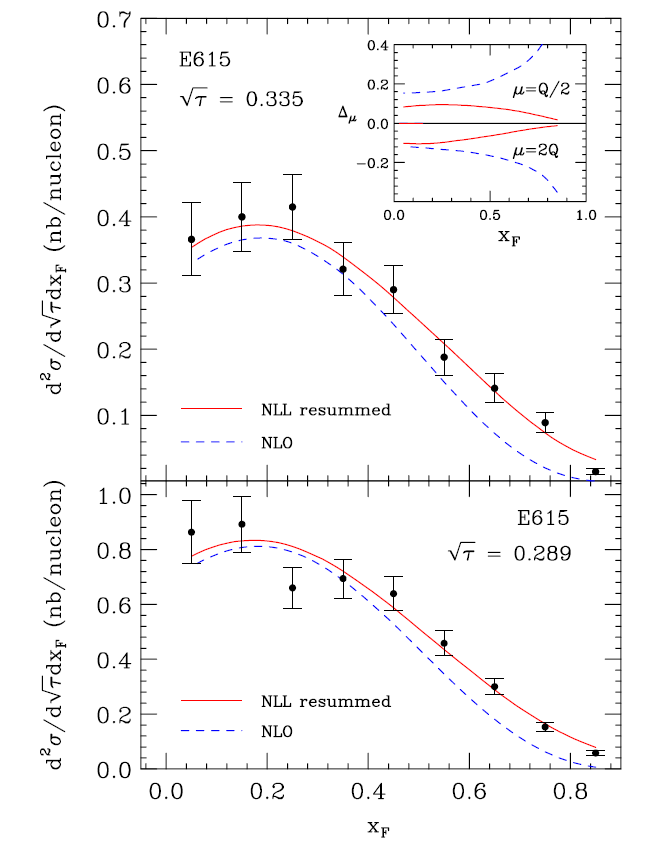 0.7
0.6
0.5
0.4
0.3
0.2
0.1
d²σ/d√τdx_F (nb/nucleon)
E615
√τ = 0.335
0.4
0.2
0.0
−0.2
Δ_μ
μ=Q/2
μ=2Q
0.0 0.5 1.0
x_F
NLL resummed
NLO
1.0
0.8
0.6
0.4
0.2
0.0
d²σ/d√τdx_F (nb/nucleon)
E615
√τ = 0.289
NLL resummed
NLO
0.0 0.2 0.4 0.6 0.8
x_F